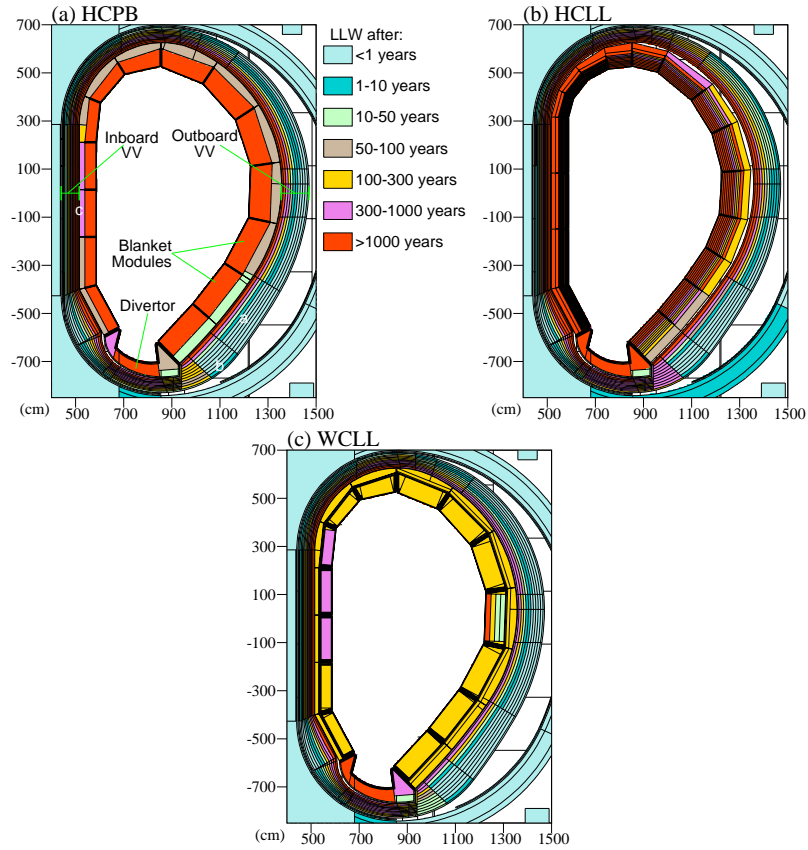 (a) HCPB
LLW after:
(b) HCLL
<1 years
1-10 years
10-50 years
50-100 years
100-300 years
300-1000 years
>1000 years
700
500
300
100
-100
-300
-500
-700
(cm)
Inboard
VV
Outboard
VV
c
Blanket
Modules
Divertor
a
b
500 700 900 1100 1300 1500
700
500
300
100
-100
-300
-500
-700
(cm)
500 700 900 1100 1300 1500
(c) WCLL
700
500
300
100
-100
-300
-500
-700
(cm)
500 700 900 1100 1300 1500